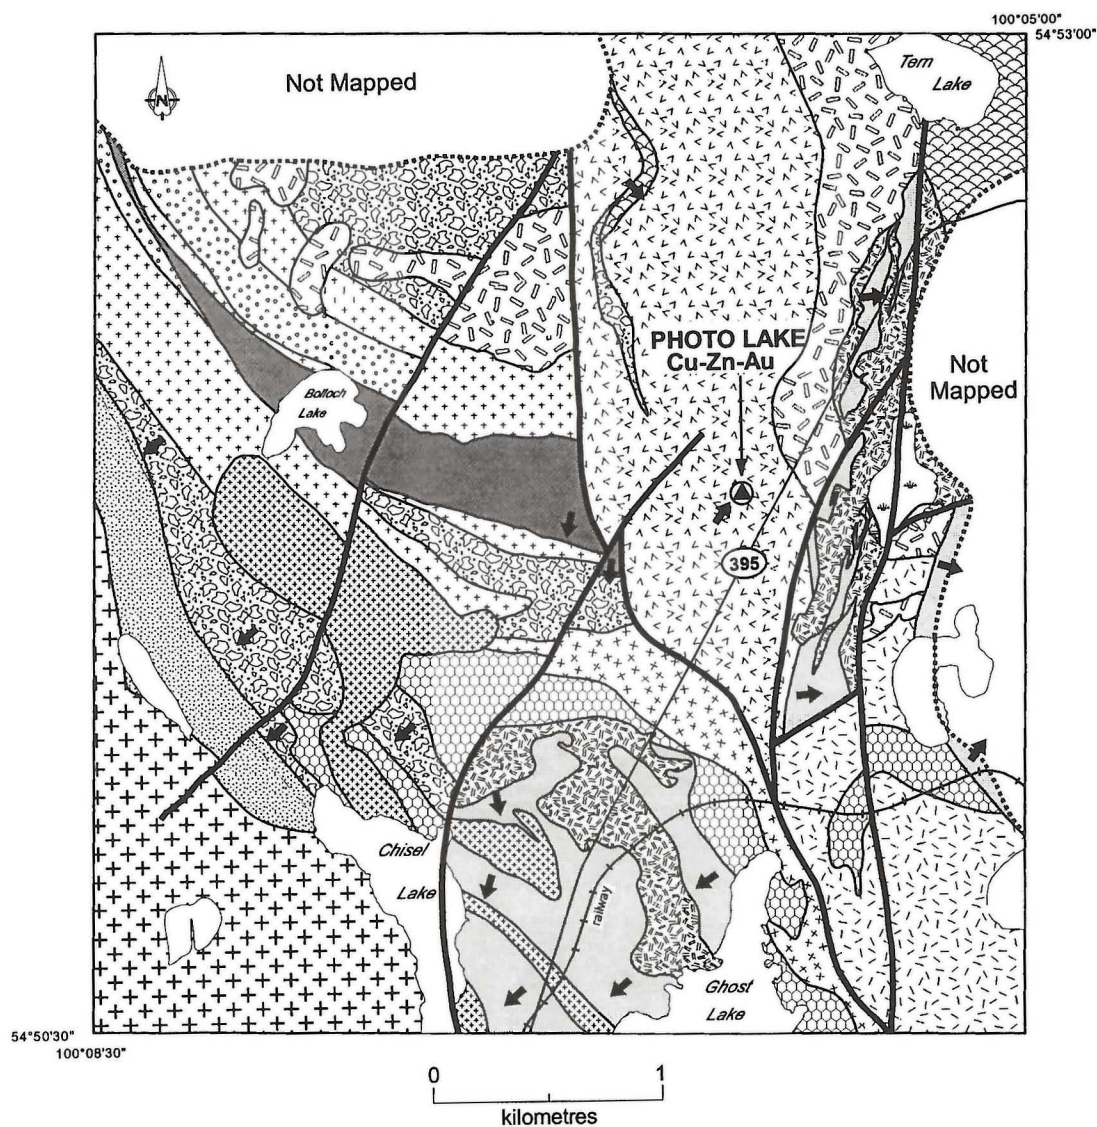 100°05'00"
54°53'00"
Tern
Lake
Not Mapped
N
PHOTO LAKE
Cu-Zn-Au
Not
Mapped
Bolloch
Lake
395
Chisel
Lake
railway
Ghost
Lake
54°50'30"
100°08'30"
0 1
kilometres